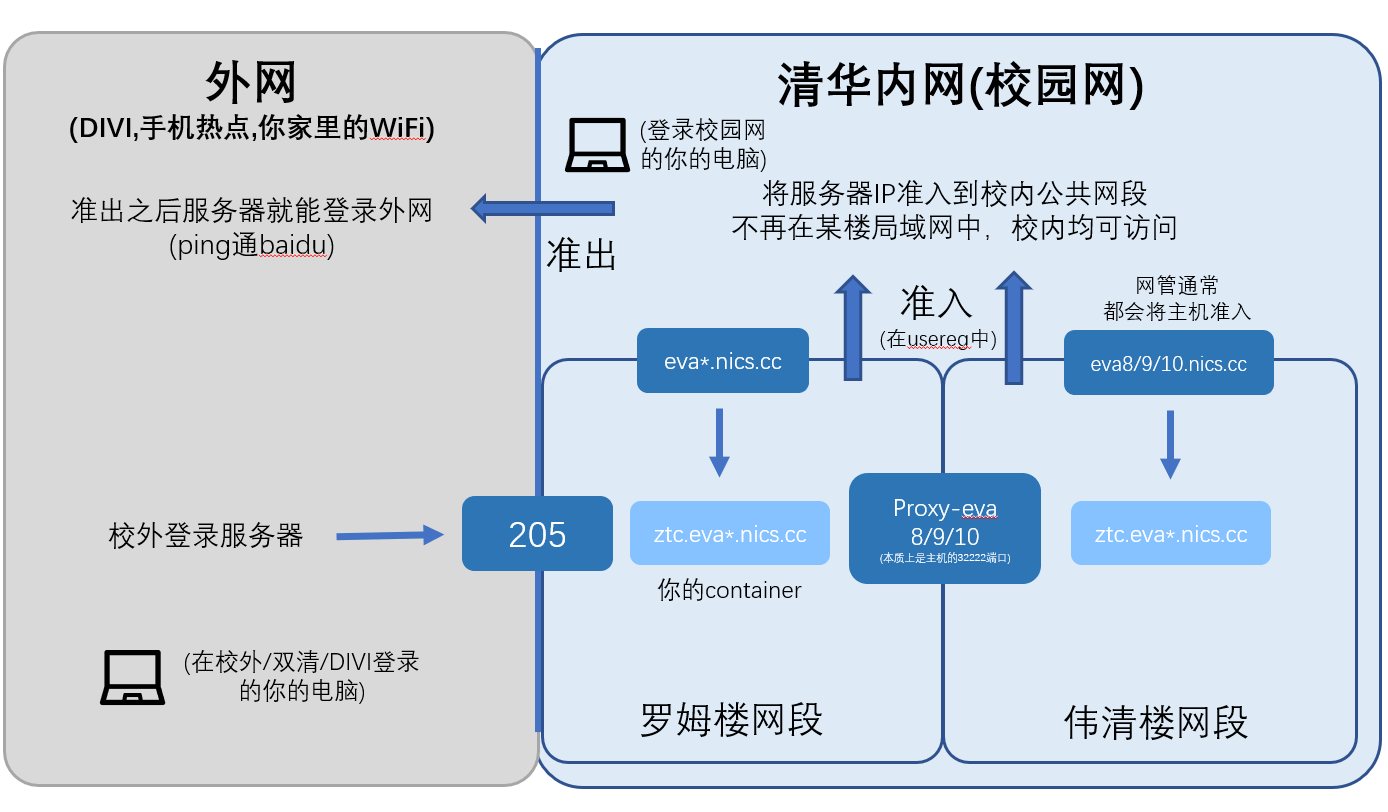 外网
(DIVI,手机热点,你家里的WiFi)
准出之后服务器就能登录外网
(ping通baidu)
校外登录服务器
(在校外/双清/DIVI登录
的你的电脑)
清华内网(校园网)
(登录校园网
的你的电脑)
将服务器IP准入到校内公共网段
不再在某楼局域网中，校内均可访问
准出
准入
(在usereg中)
网管通常
都会将主机准入
eva*.nics.cc
eva8/9/10.nics.cc
205
ztc.eva*.nics.cc
你的container
Proxy-eva
8/9/10
(本质上是主机的32222端口)
ztc.eva*.nics.cc
罗姆楼网段
伟清楼网段